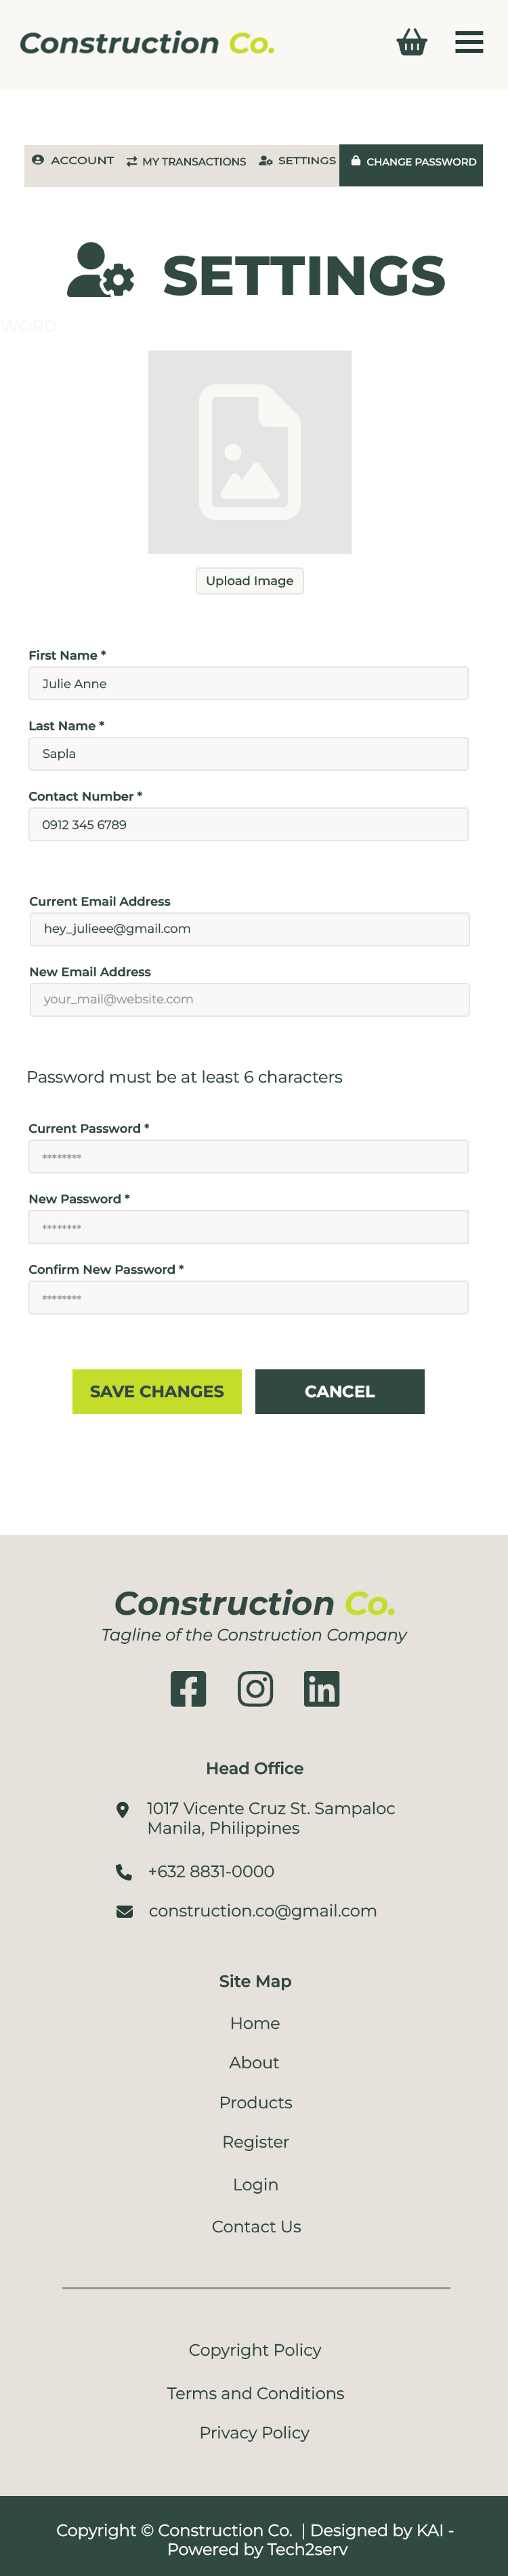 Construction Co.
ACCOUNT
MY TRANSACTIONS
SETTINGS
CHANGE PASSWORD
SETTINGS
WORD
Upload Image
First Name *
Julie Anne
Last Name *
Sapla
Contact Number *
0912 345 6789
Current Email Address
hey_julieee@gmail.com
New Email Address
your_mail@website.com
Password must be at least 6 characters
Current Password *
********
New Password *
********
Confirm New Password *
********
SAVE CHANGES
CANCEL
Construction Co.
Tagline of the Construction Company
Head Office
1017 Vicente Cruz St. Sampaloc
Manila, Philippines
+632 8831-0000
construction.co@gmail.com
Site Map
Home
About
Products
Register
Login
Contact Us
Copyright Policy
Terms and Conditions
Privacy Policy
Copyright © Construction Co. | Designed by KAI -
Powered by Tech2serv